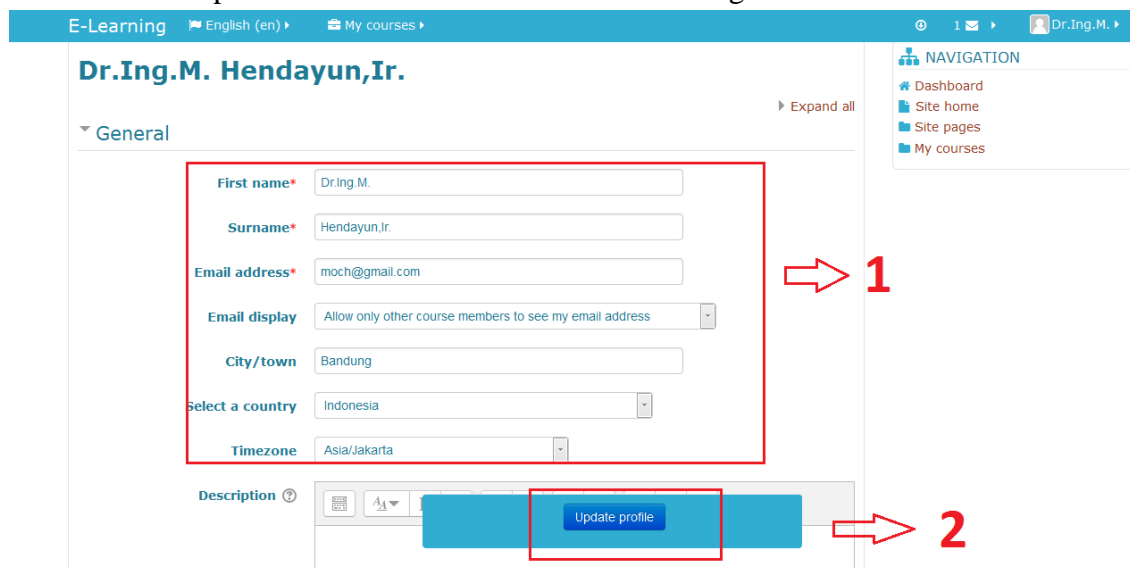 E-Learning English (en) My courses 1 Dr.Ing.M.
Dr.Ing.M. Hendayun,Ir.
Expand all
General
First name* Dr.Ing.M.
Surname* Hendayun,Ir.
Email address* moch@gmail.com
Email display Allow only other course members to see my email address
City/town Bandung
Select a country Indonesia
Timezone Asia/Jakarta
Description
Update profile
1
2
NAVIGATION
Dashboard
Site home
Site pages
My courses